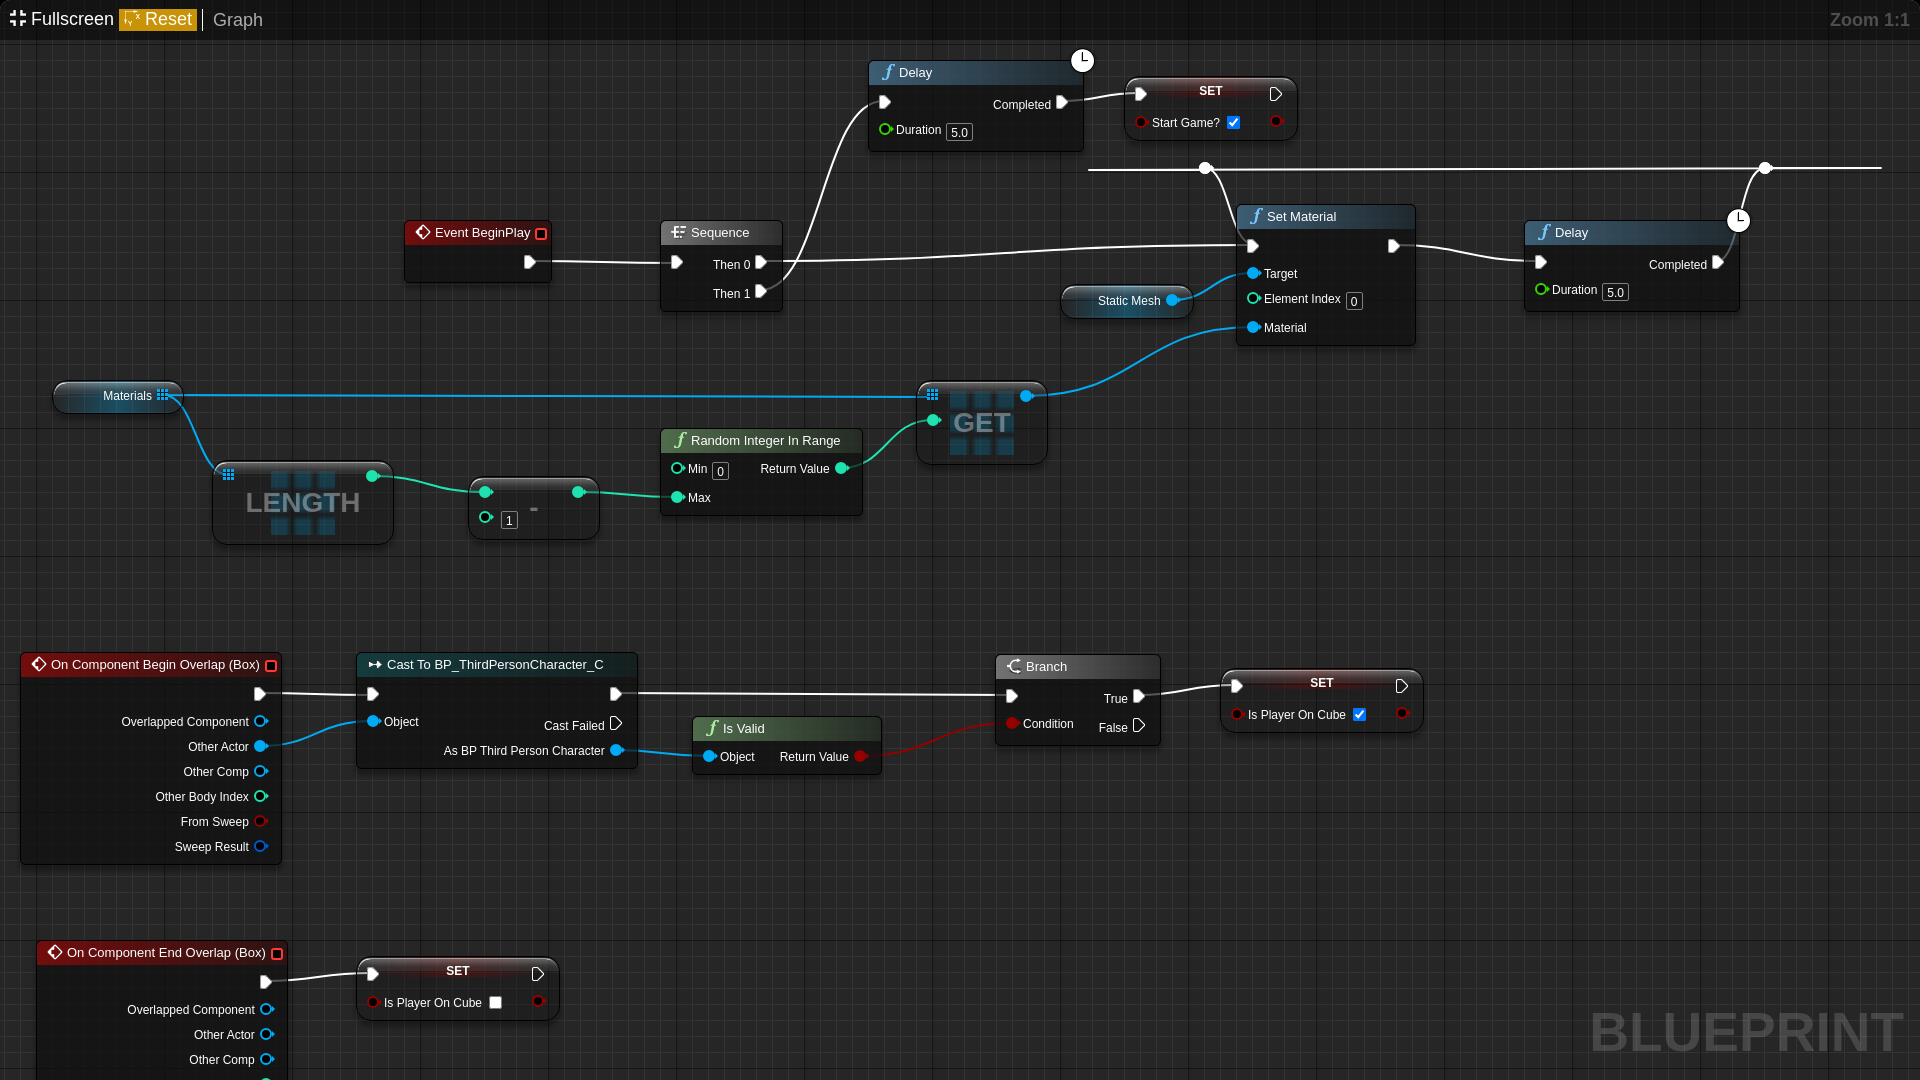 Fullscreen Reset Graph Zoom 1:1
Delay
Completed
Duration 5.0
SET
Start Game?
Event BeginPlay
Sequence
Then 0
Then 1
Set Material
Target
Element Index 0
Material
Static Mesh
Delay
Completed
Duration 5.0
Materials
GET
LENGTH
-
1
Random Integer In Range
Min 0 Return Value
Max
On Component Begin Overlap (Box)
Overlapped Component
Other Actor
Other Comp
Other Body Index
From Sweep
Sweep Result
Cast To BP_ThirdPersonCharacter_C
Object
Cast Failed
As BP Third Person Character
Is Valid
Object Return Value
Branch
True
Condition
False
SET
Is Player On Cube
On Component End Overlap (Box)
Overlapped Component
Other Actor
Other Comp
SET
Is Player On Cube
BLUEPRINT